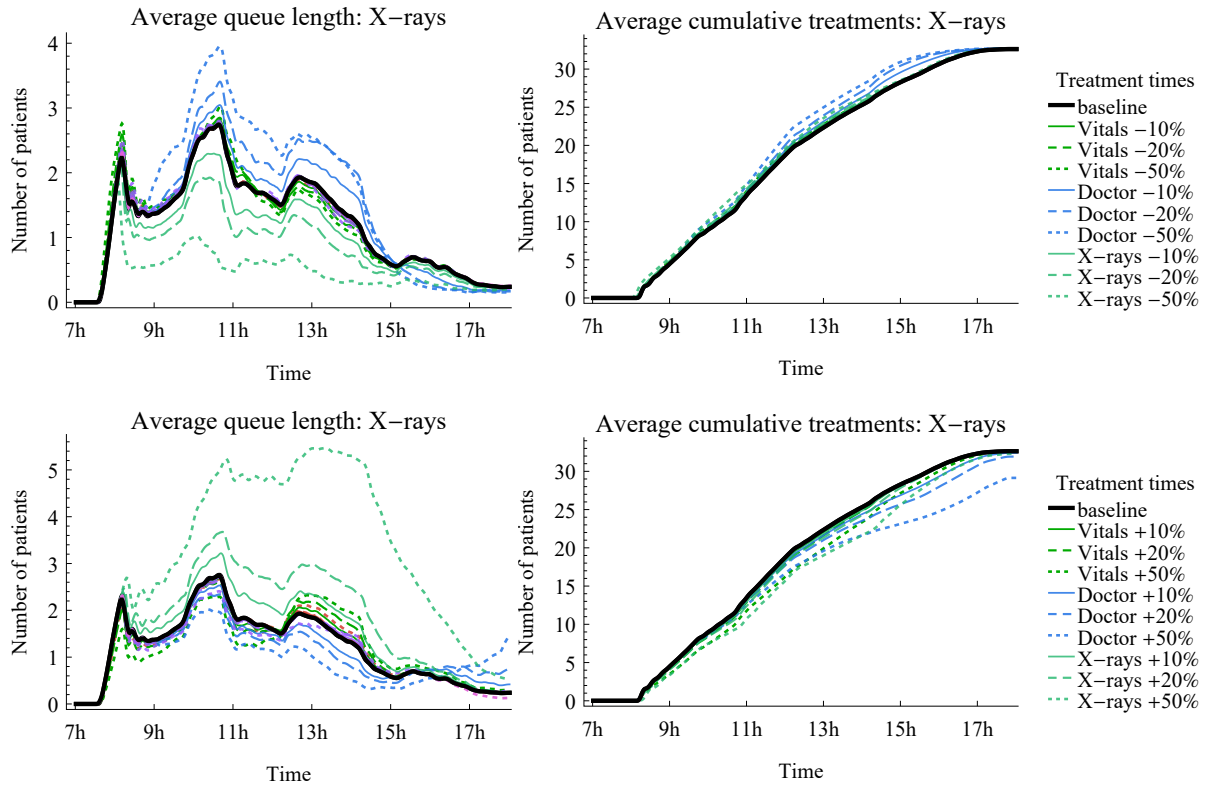 Average queue length: X−rays
Number of patients
4
3
2
1
0
7h 9h 11h 13h 15h 17h
Time
Average cumulative treatments: X−rays
Number of patients
30
25
20
15
10
5
0
7h 9h 11h 13h 15h 17h
Time
Treatment times
baseline
Vitals −10%
Vitals −20%
Vitals −50%
Doctor −10%
Doctor −20%
Doctor −50%
X−rays −10%
X−rays −20%
X−rays −50%
Average queue length: X−rays
Number of patients
5
4
3
2
1
0
7h 9h 11h 13h 15h 17h
Time
Average cumulative treatments: X−rays
Number of patients
30
25
20
15
10
5
0
7h 9h 11h 13h 15h 17h
Time
Treatment times
baseline
Vitals +10%
Vitals +20%
Vitals +50%
Doctor +10%
Doctor +20%
Doctor +50%
X−rays +10%
X−rays +20%
X−rays +50%